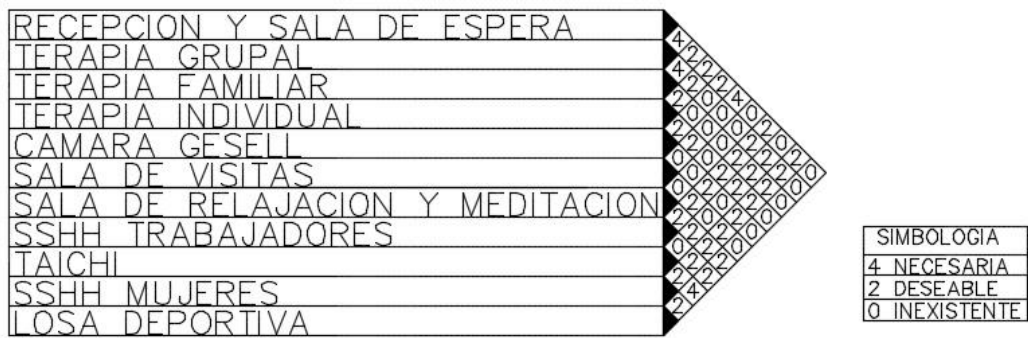 RECEPCION Y SALA DE ESPERA
TERAPIA GRUPAL
TERAPIA FAMILIAR
TERAPIA INDIVIDUAL
CAMARA GESELL
SALA DE VISITAS
SALA DE RELAJACION Y MEDITACION
SSHH TRABAJADORES
TAICHI
SSHH MUJERES
LOSA DEPORTIVA
SIMBOLOGIA
4 NECESARIA
2 DESEABLE
0 INEXISTENTE